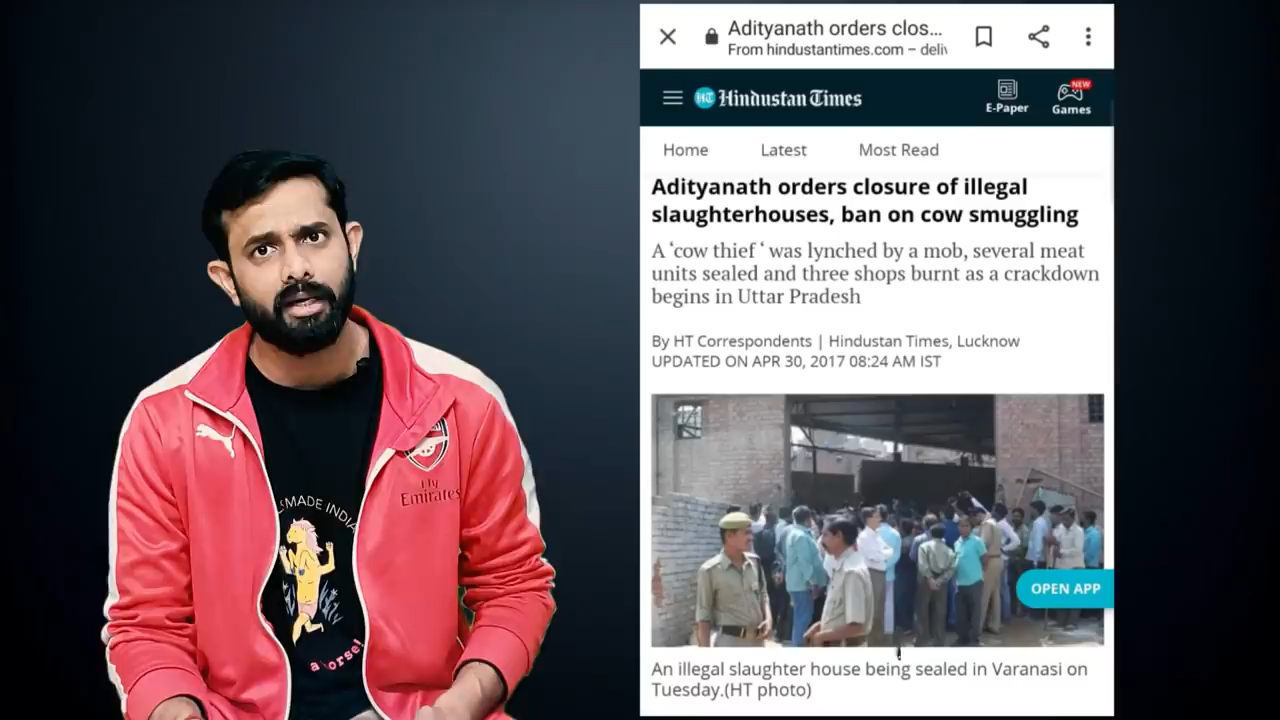 Adityanath orders clos...
From hindustantimes.com – deliv
HT Hindustan Times
E-Paper
NEW
Games
Home Latest Most Read
Adityanath orders closure of illegal
slaughterhouses, ban on cow smuggling
A ‘cow thief ‘ was lynched by a mob, several meat
units sealed and three shops burnt as a crackdown
begins in Uttar Pradesh
By HT Correspondents | Hindustan Times, Lucknow
UPDATED ON APR 30, 2017 08:24 AM IST
OPEN APP
An illegal slaughter house being sealed in Varanasi on
Tuesday.(HT photo)
Fly
Emirates
MADE INDIA